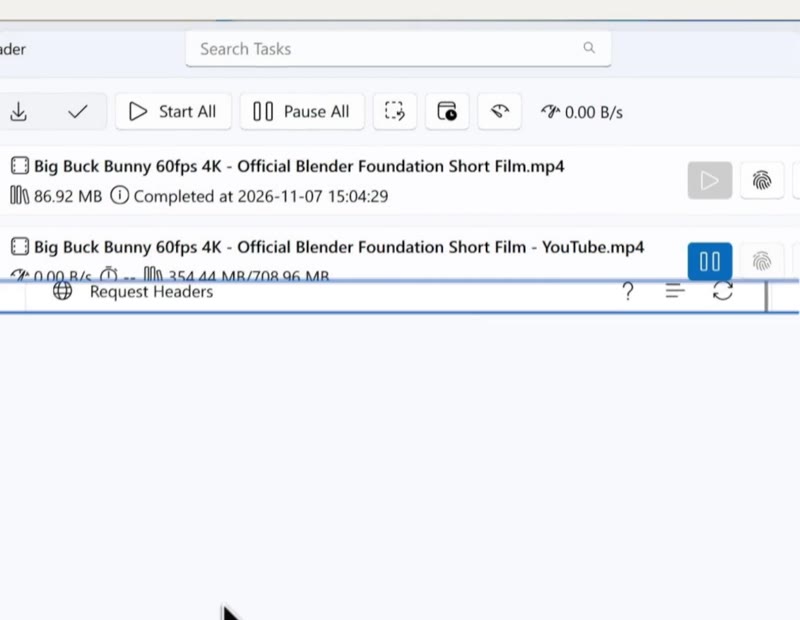 ader
Search Tasks
Start All
Pause All
0.00 B/s
Big Buck Bunny 60fps 4K - Official Blender Foundation Short Film.mp4
86.92 MB Completed at 2026-11-07 15:04:29
Big Buck Bunny 60fps 4K - Official Blender Foundation Short Film - YouTube.mp4
0.00 B/s -- 354.44 MB/708.96 MB
Request Headers